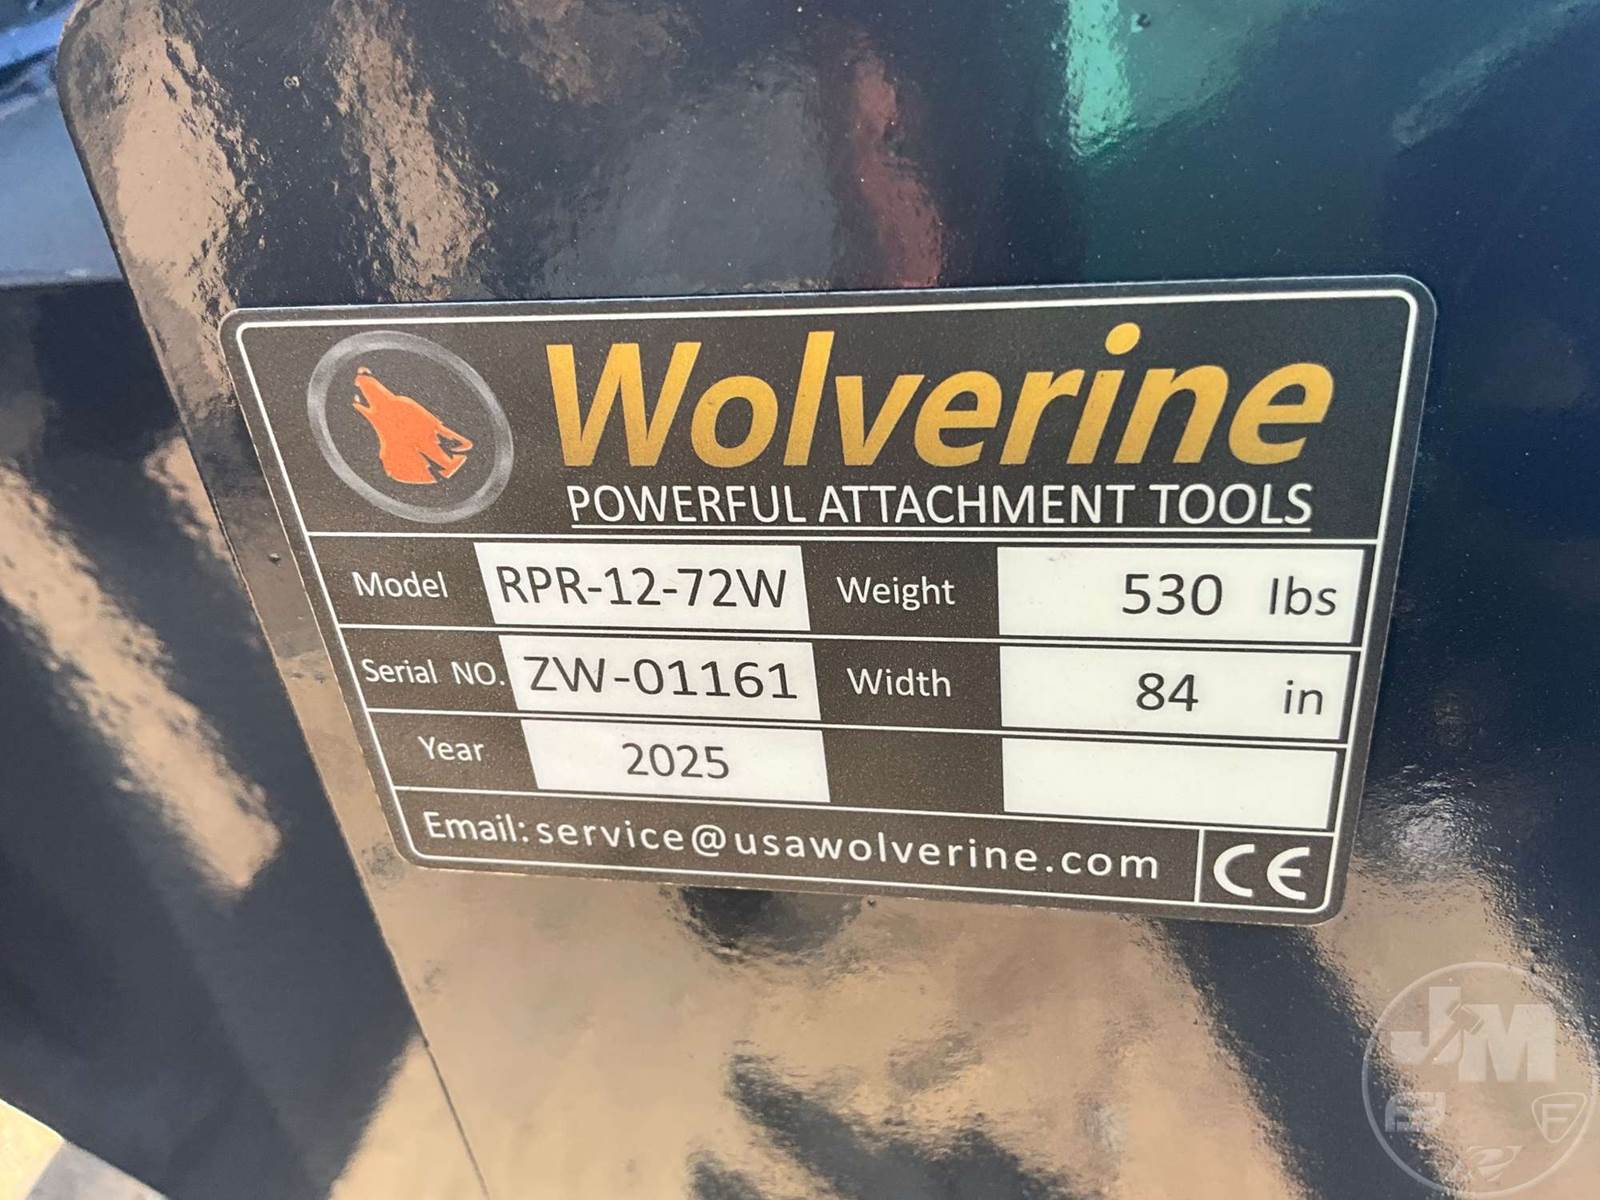 Wolverine
POWERFUL ATTACHMENT TOOLS
Model RPR-12-72W Weight 530 lbs
Serial NO. ZW-01161 Width 84 in
Year 2025
Email: service@usawolverine.com CE
JM
F